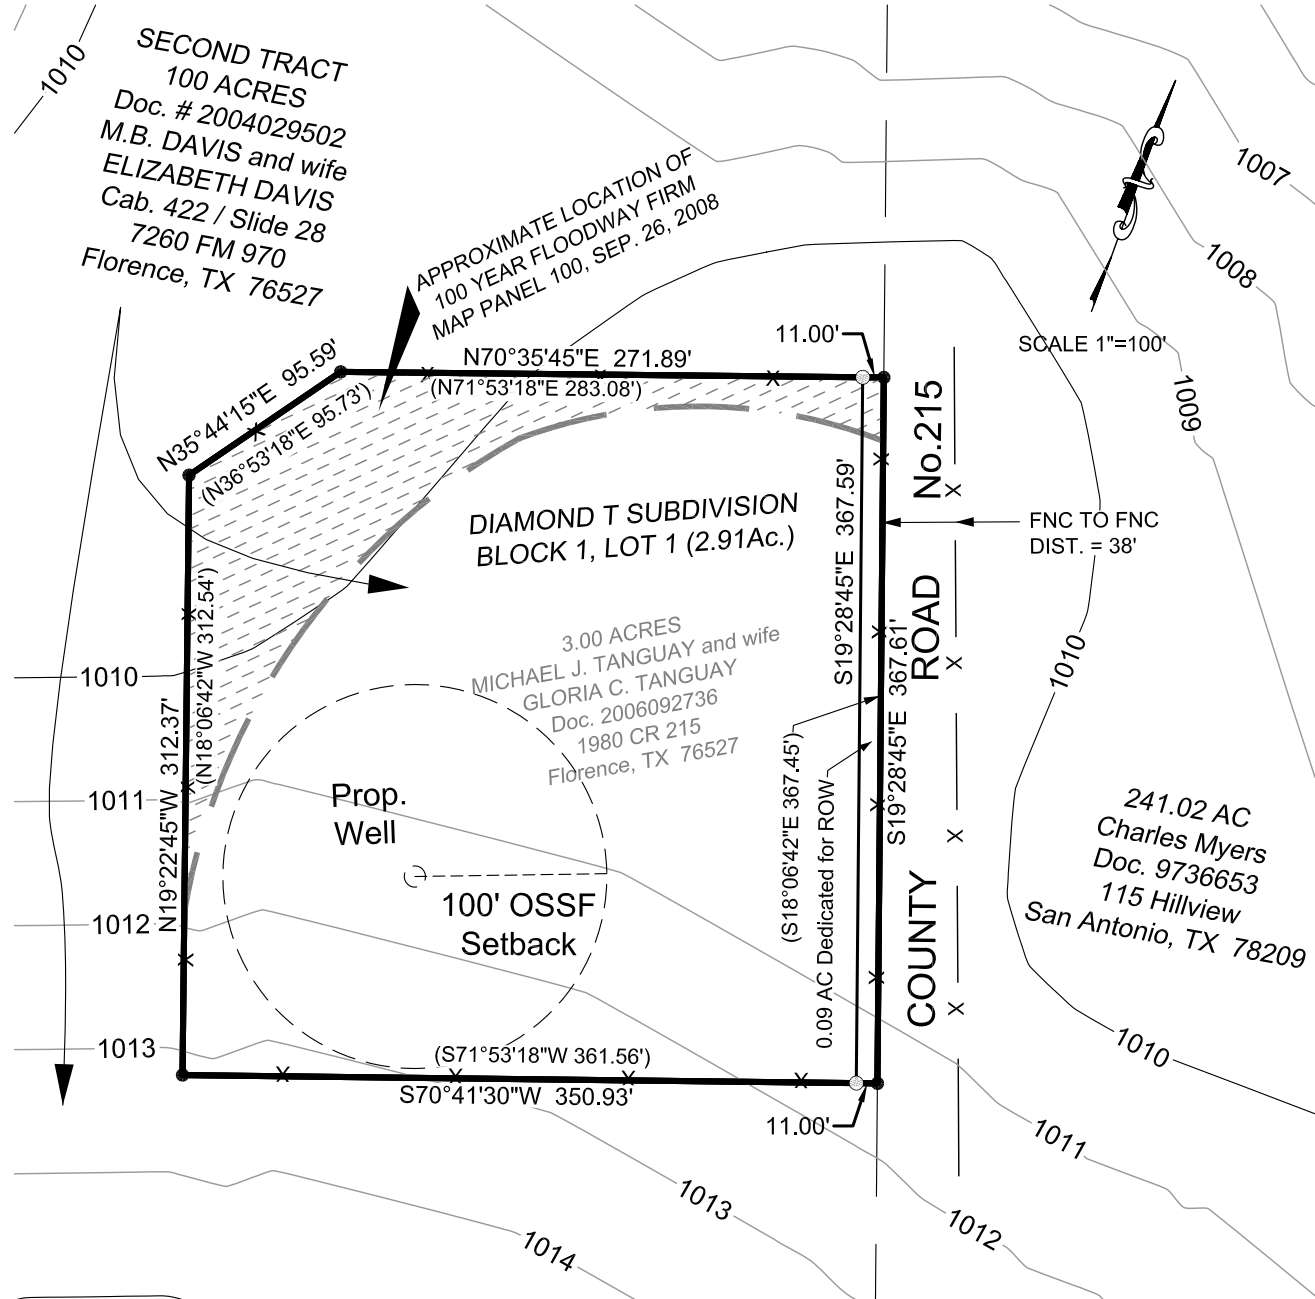 1010
SECOND TRACT
100 ACRES
Doc. # 2004029502
M.B. DAVIS and wife
ELIZABETH DAVIS
Cab. 422 / Slide 28
7260 FM 970
Florence, TX 76527
APPROXIMATE LOCATION OF
100 YEAR FLOODWAY FIRM
MAP PANEL 100, SEP. 26, 2008
1007
1008
SCALE 1"=100'
1009
11.00'
N70°35'45"E 271.89'
(N71°53'18"E 283.08')
N35°44'15"E 95.59'
(N36°53'18"E 95.73')
DIAMOND T SUBDIVISION
BLOCK 1, LOT 1 (2.91Ac.)
3.00 ACRES
MICHAEL J. TANGUAY and wife
GLORIA C. TANGUAY
Doc. 2006092736
1980 CR 215
Florence, TX 76527
S19°28'45"E 367.59'
S19°28'45"E 367.61'
(S18°06'42"E 367.45')
0.09 AC Dedicated for ROW
COUNTY ROAD No.215
X
X
X
X
FNC TO FNC
DIST. = 38'
1010
N19°22'45"W 312.37'
(N18°06'42"W 312.54')
1010
1011
1012
1013
Prop.
Well
100' OSSF
Setback
241.02 AC
Charles Myers
Doc. 9736653
115 Hillview
San Antonio, TX 78209
(S71°53'18"W 361.56')
S70°41'30"W 350.93'
11.00'
1010
1011
1012
1013
1014